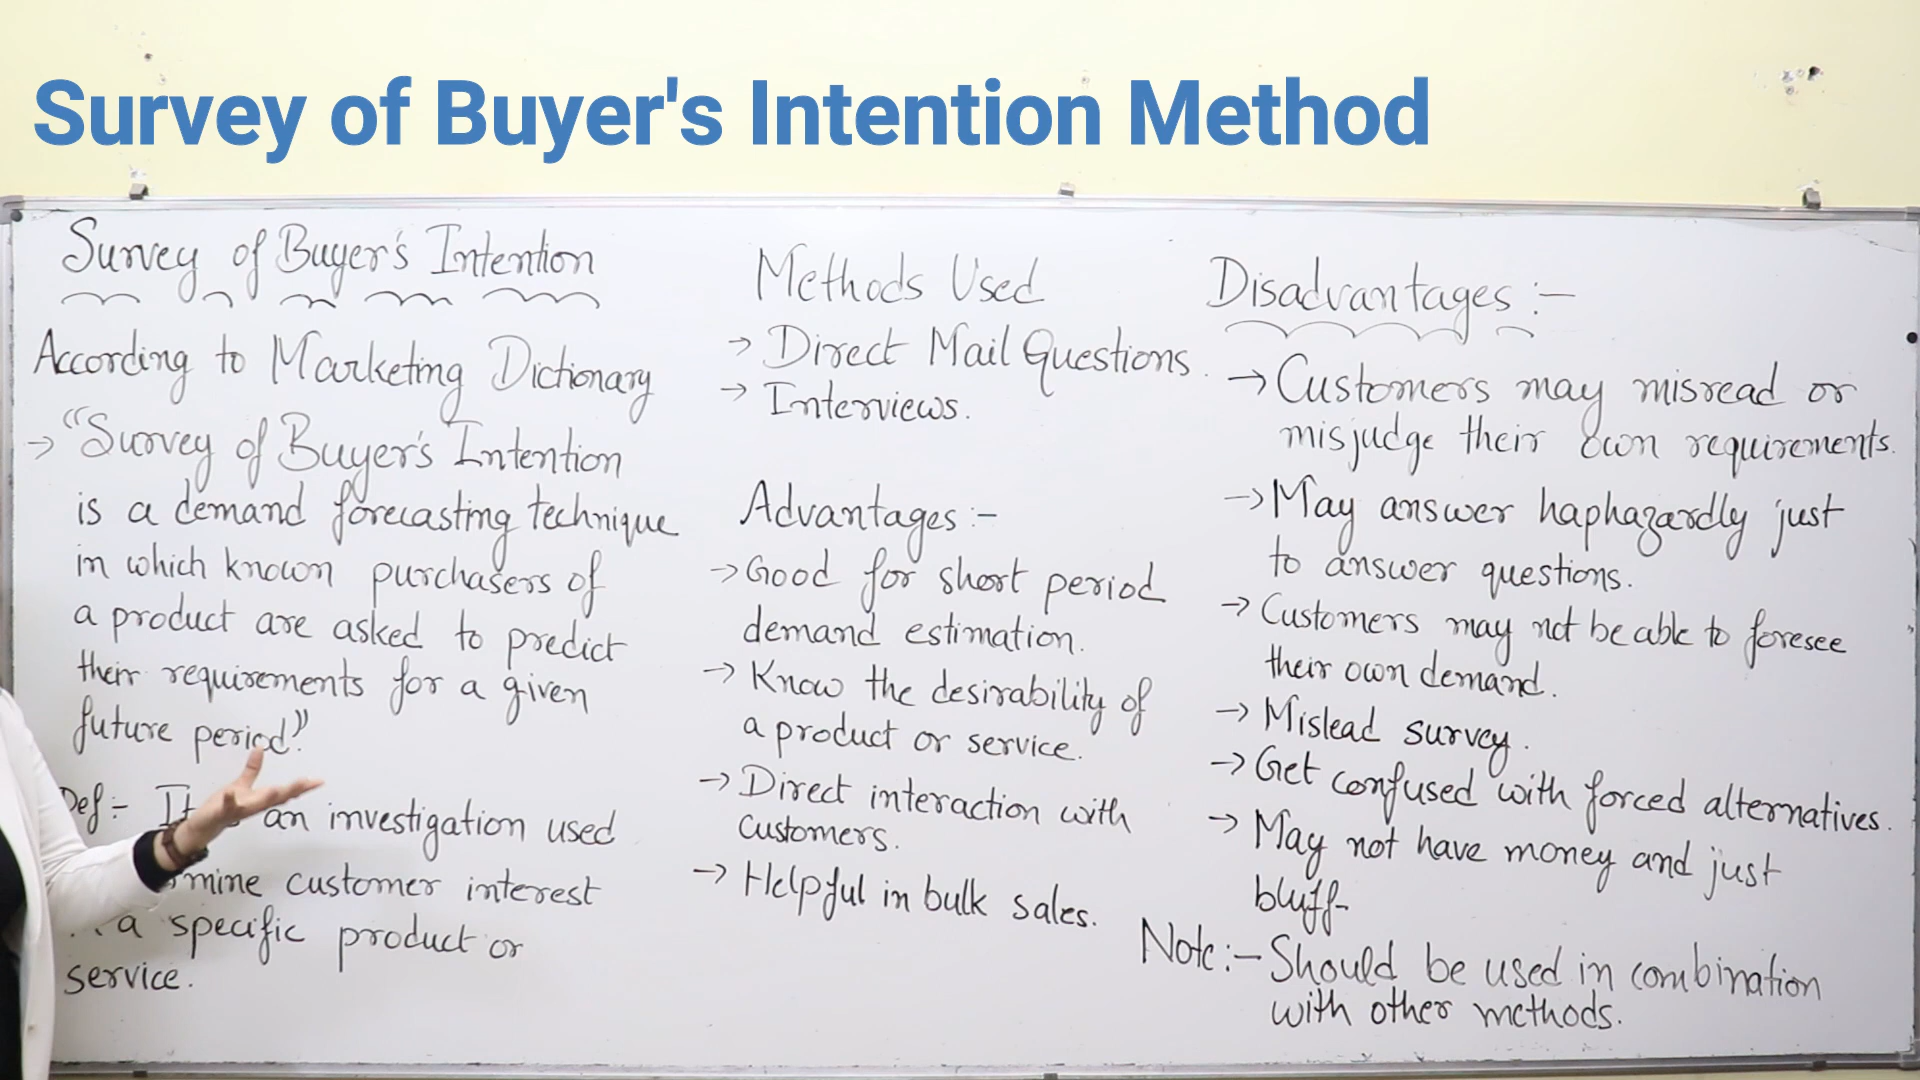 Survey of Buyer's Intention Method
Survey of Buyer's Intention
According to Marketing Dictionary
→ "Survey of Buyer's Intention
is a demand forecasting technique
in which known purchasers of
a product are asked to predict
their requirements for a given
future period".
Def:- It an investigation used
mine customer interest
a specific product or
service.
Methods Used
→ Direct Mail Questions.
→ Interviews.
Advantages:-
→ Good for short period
demand estimation.
→ Know the desirability of
a product or service.
→ Direct interaction with
customers.
→ Helpful in bulk sales.
Disadvantages:-
→ Customers may misread or
misjudge their own requirements.
→ May answer haphazardly just
to answer questions.
→ Customers may not be able to foresee
their own demand.
→ Mislead survey.
→ Get confused with forced alternatives.
→ May not have money and just
bluff.
Note:- Should be used in combination
with other methods.